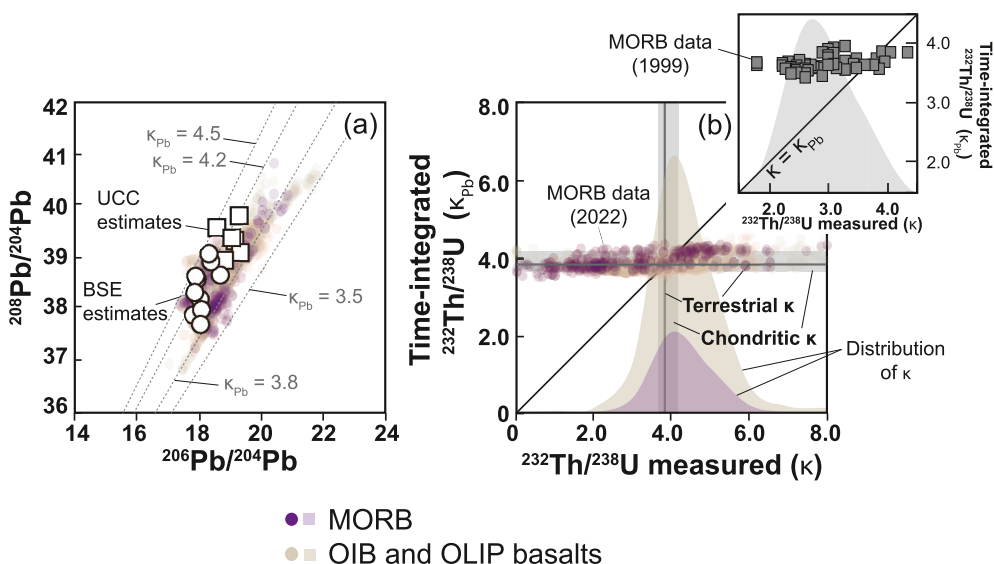 MORB data
(1999)
4.0
3.0
2.0
Time-integrated
²³²Th/²³⁸U (κPb)
κ = κPb
2.0 3.0 4.0
²³²Th/²³⁸U measured (κ)
42
41
40
39
38
37
36
²⁰⁸Pb/²⁰⁴Pb
(a)
κPb = 4.5
κPb = 4.2
UCC
estimates
BSE
estimates
κPb = 3.5
κPb = 3.8
14 16 18 20 22 24
²⁰⁶Pb/²⁰⁴Pb
Time-integrated
²³²Th/²³⁸U (κPb)
8.0
6.0
4.0
2.0
0
(b)
MORB data
(2022)
Terrestrial κ
Chondritic κ
Distribution
of κ
0 2.0 4.0 6.0 8.0
²³²Th/²³⁸U measured (κ)
MORB
OIB and OLIP basalts